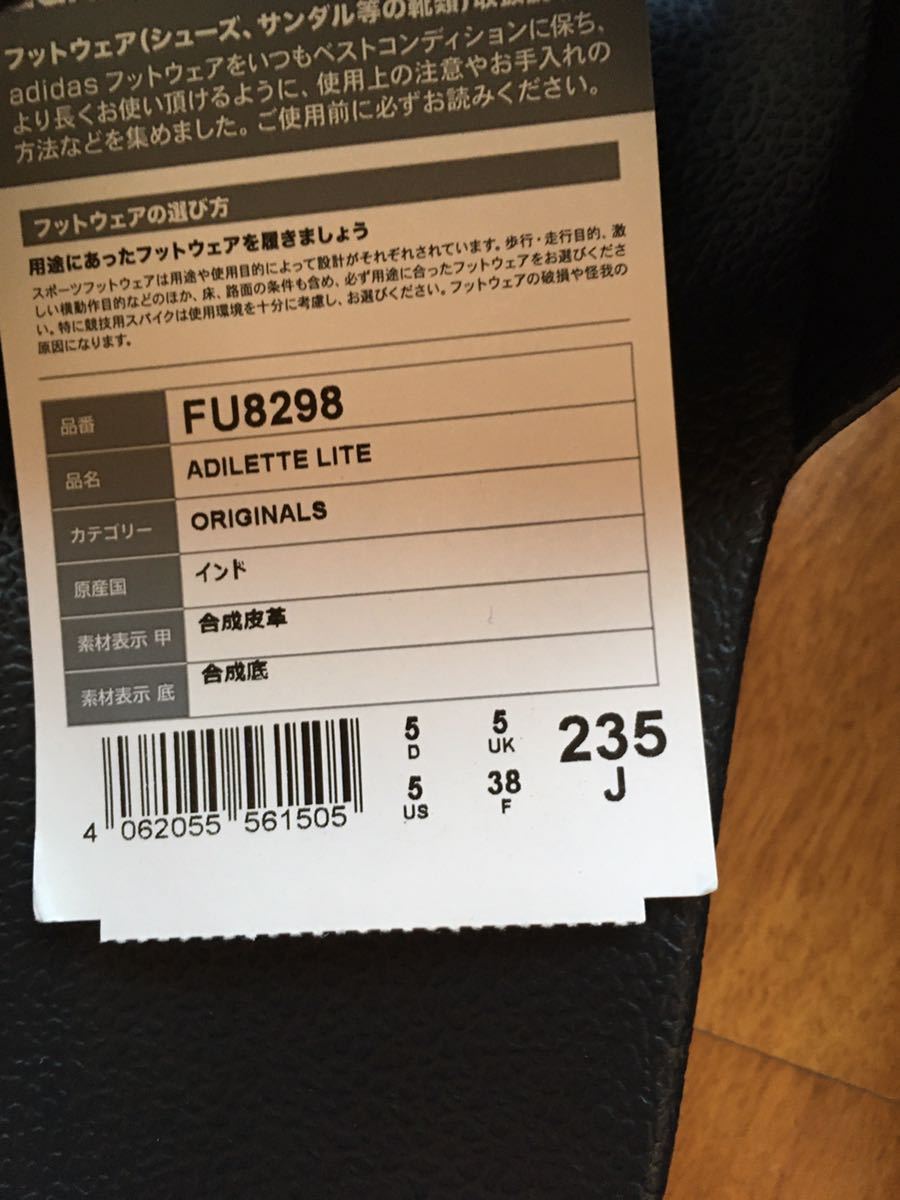 フットウェア(シューズ、サンダル等の靴類)取扱
adidas フットウェアをいつもベストコンディションに保ち、
より長くお使い頂けるように、使用上の注意やお手入れの
方法などを集めました。ご使用前に必ずお読みください。
フットウェアの選び方
用途にあったフットウェアを履きましょう
スポーツフットウェアは用途や使用目的によって設計がそれぞれされています。歩行・走行目的、激
しい横動作目的などのほか、床、路面の条件も含め、必ず用途に合ったフットウェアをお選びくださ
い。特に競技用スパイクは使用環境を十分に考慮し、お選びください。フットウェアの破損や怪我の
原因になります。
品番 FU8298
品名 ADILETTE LITE
カテゴリー ORIGINALS
原産国 インド
素材表示 甲 合成皮革
素材表示 底 合成底
5 5 235
D UK J
5 38
US F
4 062055 561505